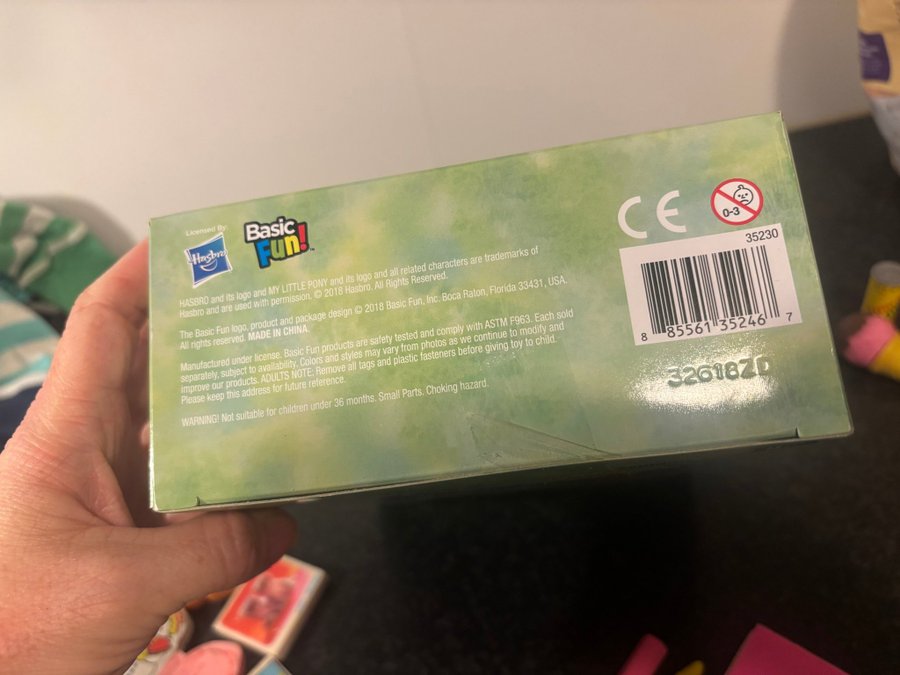 Licensed By:
Hasbro
Basic
Fun!™
HASBRO and its logo and MY LITTLE PONY and its logo and all related characters are trademarks of
Hasbro and are used with permission. © 2018 Hasbro. All Rights Reserved.
The Basic Fun logo, product and package design © 2018 Basic Fun, Inc. Boca Raton, Florida 33431, USA.
All rights reserved. MADE IN CHINA.
Manufactured under license. Basic Fun products are safety tested and comply with ASTM F963. Each sold
separately, subject to availability. Colors and styles may vary from photos as we continue to modify and
improve our products. ADULTS NOTE: Remove all tags and plastic fasteners before giving toy to child.
Please keep this address for future reference.
WARNING! Not suitable for children under 36 months. Small Parts. Choking hazard.
CE
0-3
35230
8 85561 35246 7
32618ZD